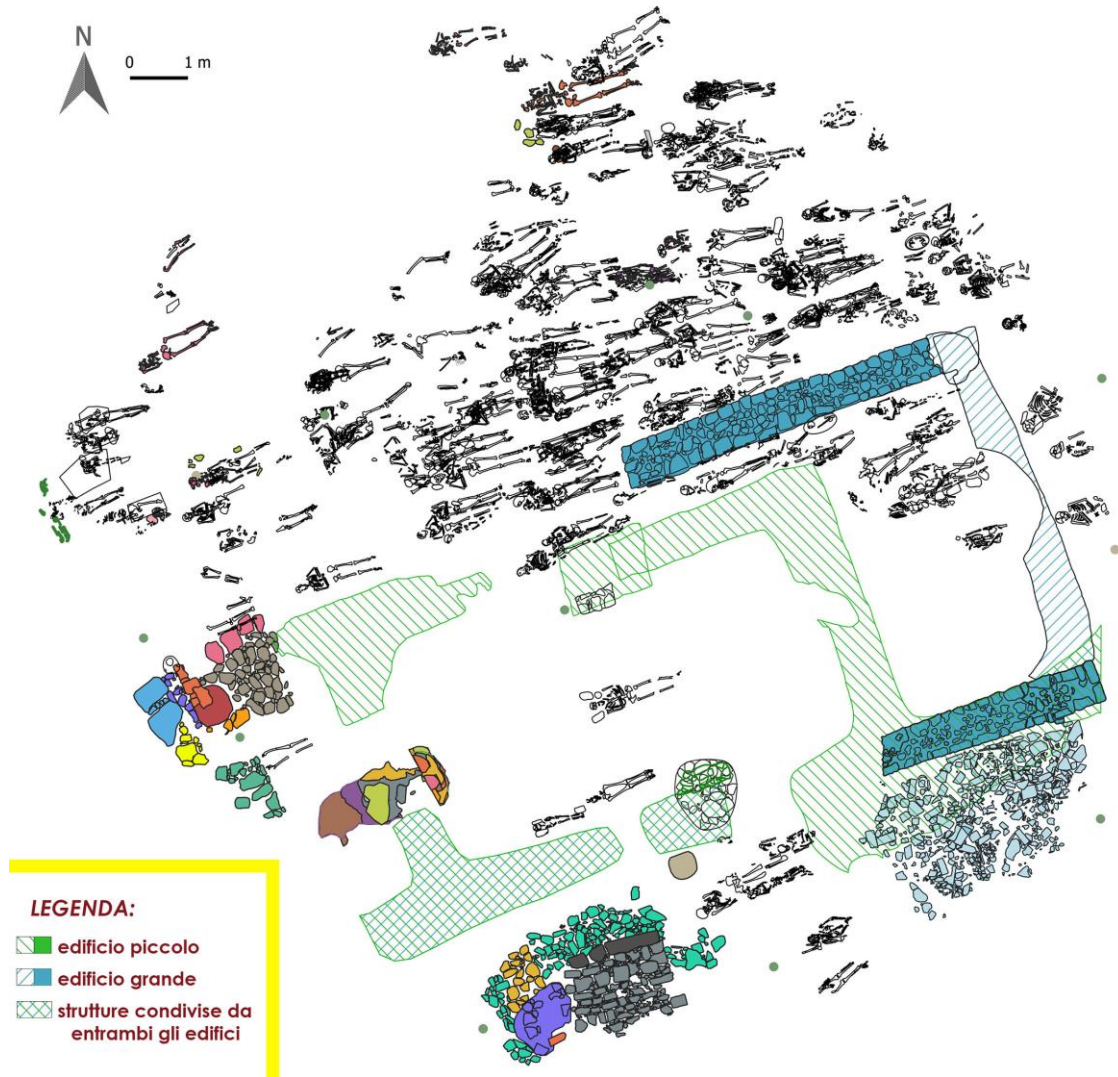 N
0 1 m
LEGENDA:
edificio piccolo
edificio grande
strutture condivise da
entrambi gli edifici